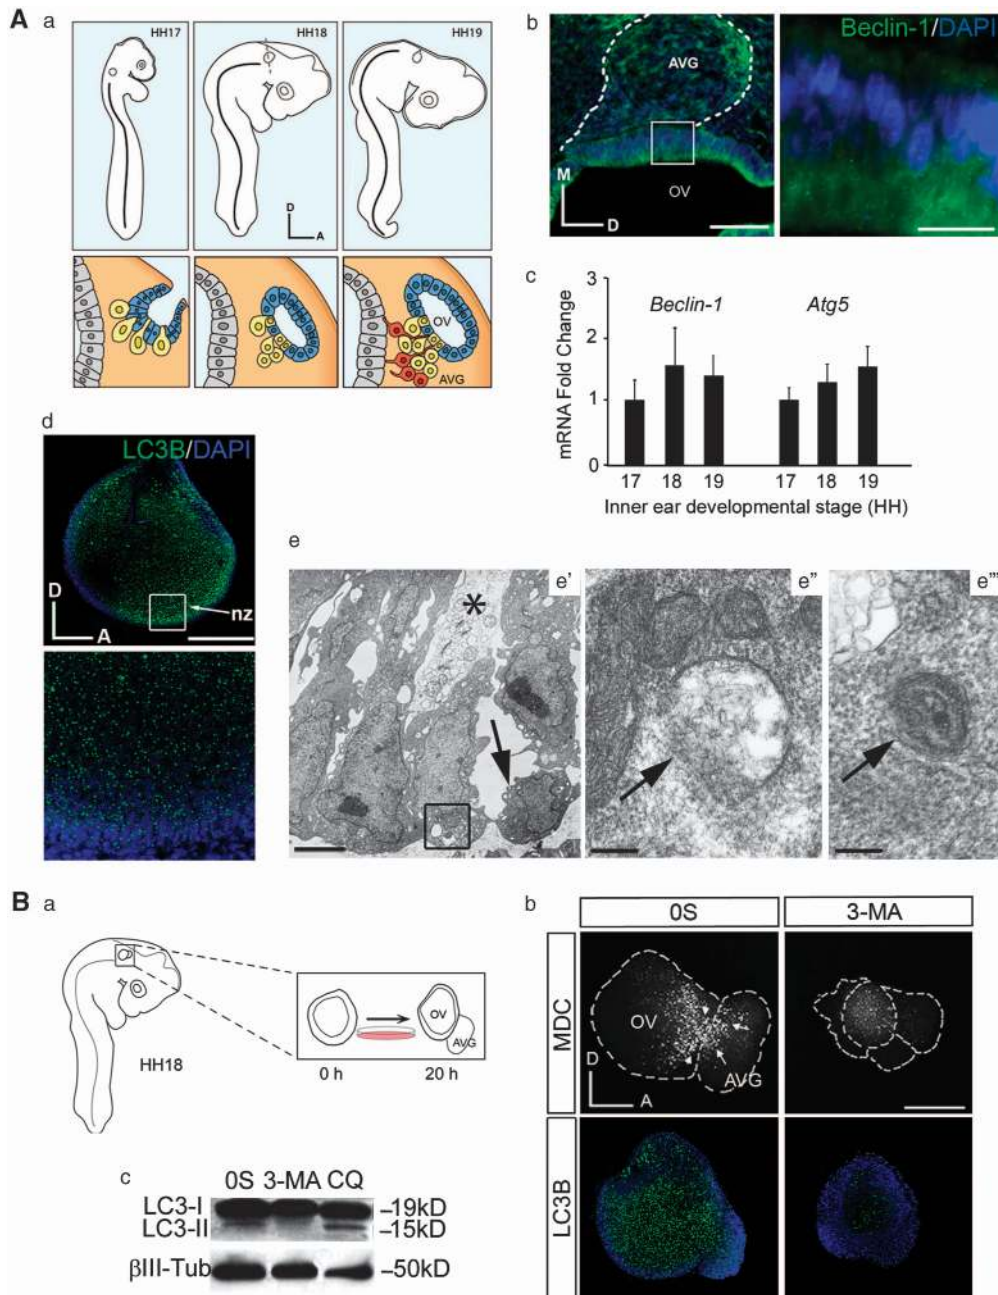 A a
HH17
HH18
HH19
D
A
OV
AVG
b
AVG
M
D
OV
Beclin-1/DAPI
c
mRNA Fold Change
3
2
1
0
Beclin-1
Atg5
17 18 19 17 18 19
Inner ear developmental stage (HH)
d
LC3B/DAPI
D
A
nz
e
e'
*
e''
e'''
B a
HH18
OV
AVG
0 h
20 h
b
0S
3-MA
MDC
OV
AVG
D
A
LC3B
c
0S 3-MA CQ
LC3-I
–19kD
LC3-II
–15kD
βIII-Tub
–50kD